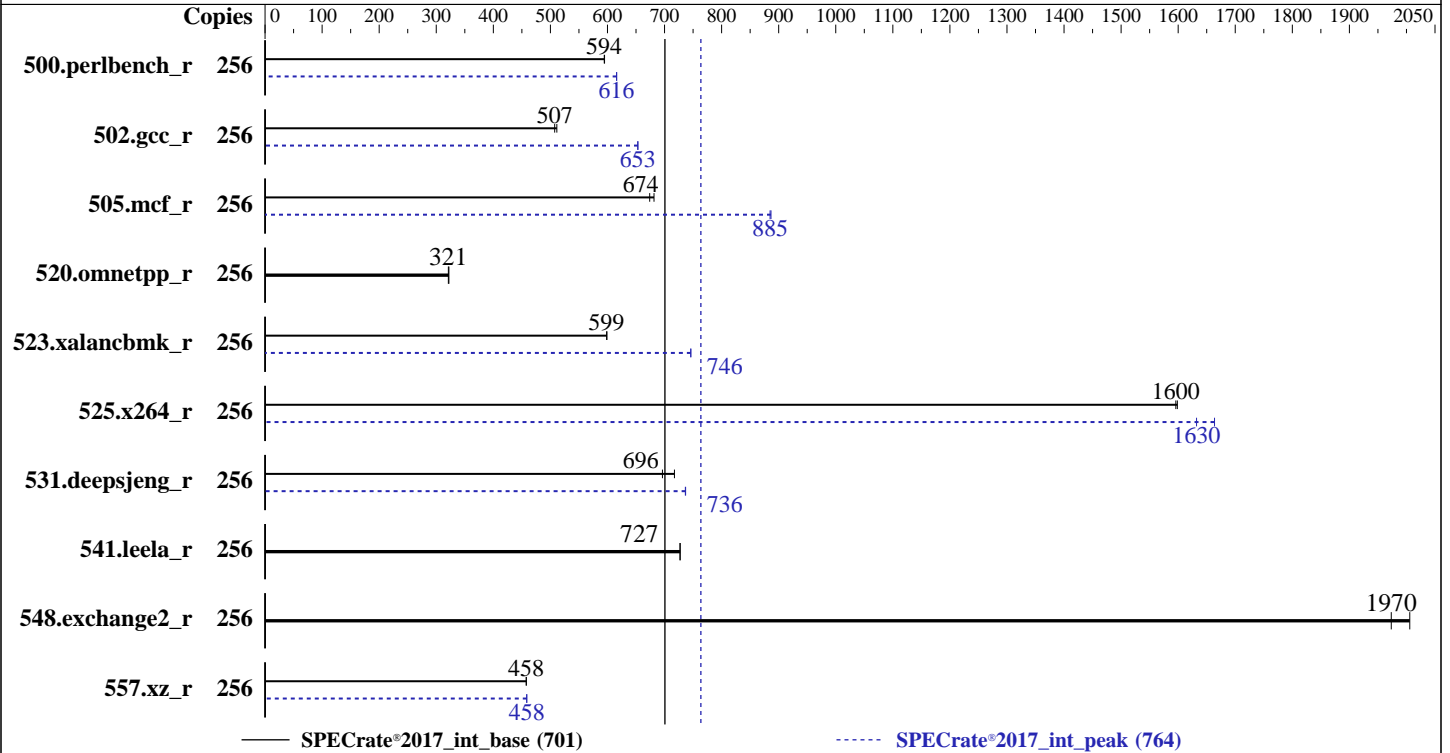 Copies 0 100 200 300 400 500 600 700 800 900 1000 1100 1200 1300 1400 1500 1600 1700 1800 1900 2050
594
500.perlbench_r 256
616
507
502.gcc_r 256
653
674
505.mcf_r 256
885
321
520.omnetpp_r 256
599
523.xalancbmk_r 256
746
1600
525.x264_r 256
1630
696
531.deepsjeng_r 256
736
727
541.leela_r 256
1970
548.exchange2_r 256
458
557.xz_r 256
458
SPECrate®2017_int_base (701) SPECrate®2017_int_peak (764)